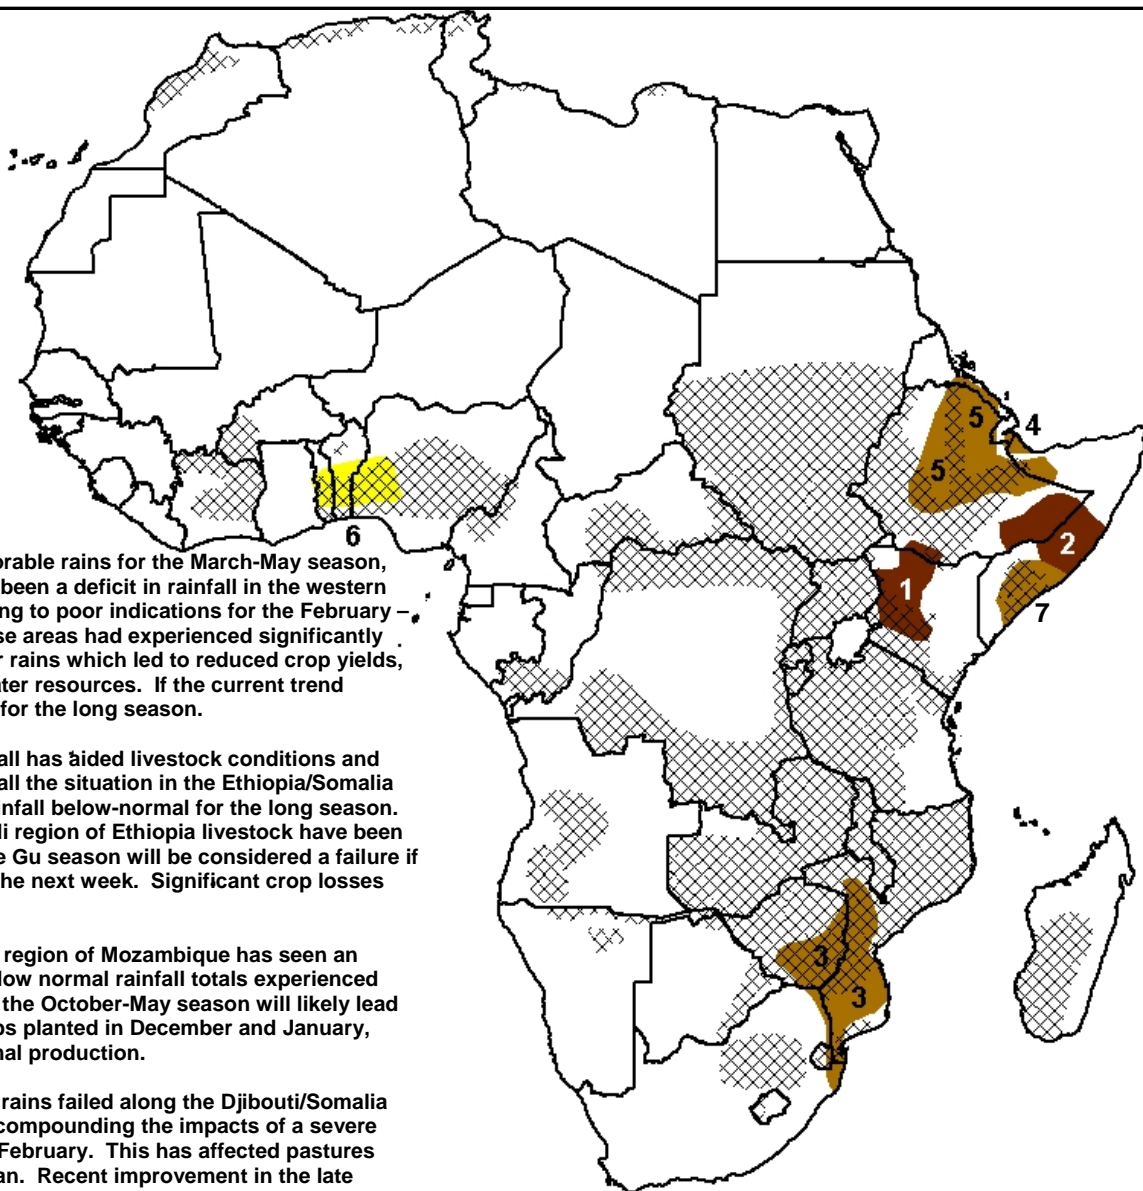 5
4
5
6
2
1
7
orable rains for the March-May season,
been a deficit in rainfall in the western
ng to poor indications for the February –
se areas had experienced significantly
r rains which led to reduced crop yields,
ater resources. If the current trend
for the long season.
all has aided livestock conditions and
all the situation in the Ethiopia/Somalia
infall below-normal for the long season.
li region of Ethiopia livestock have been
e Gu season will be considered a failure if
he next week. Significant crop losses
region of Mozambique has seen an
low normal rainfall totals experienced
the October-May season will likely lead
ps planted in December and January,
nal production.
3
3
rains failed along the Djibouti/Somalia
compounding the impacts of a severe
February. This has affected pastures
an. Recent improvement in the late